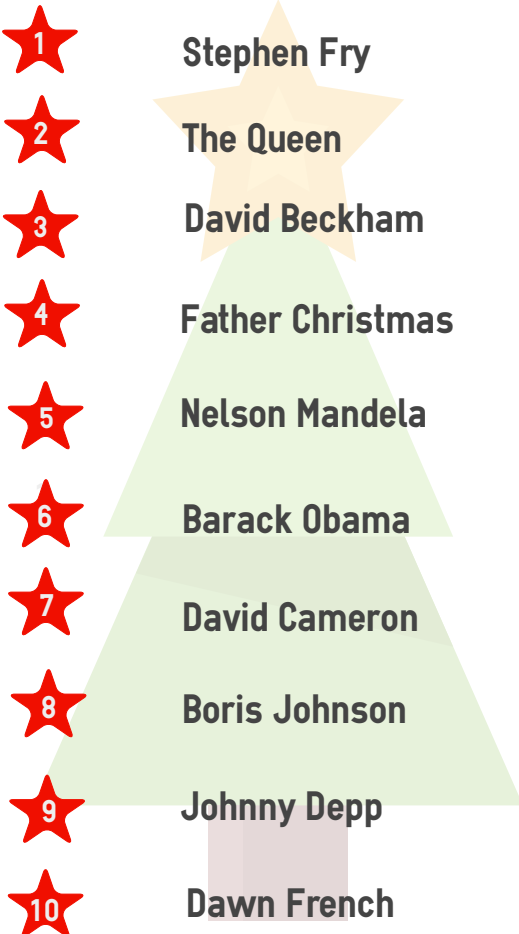 1 Stephen Fry
2 The Queen
3 David Beckham
4 Father Christmas
5 Nelson Mandela
6 Barack Obama
7 David Cameron
8 Boris Johnson
9 Johnny Depp
10 Dawn French